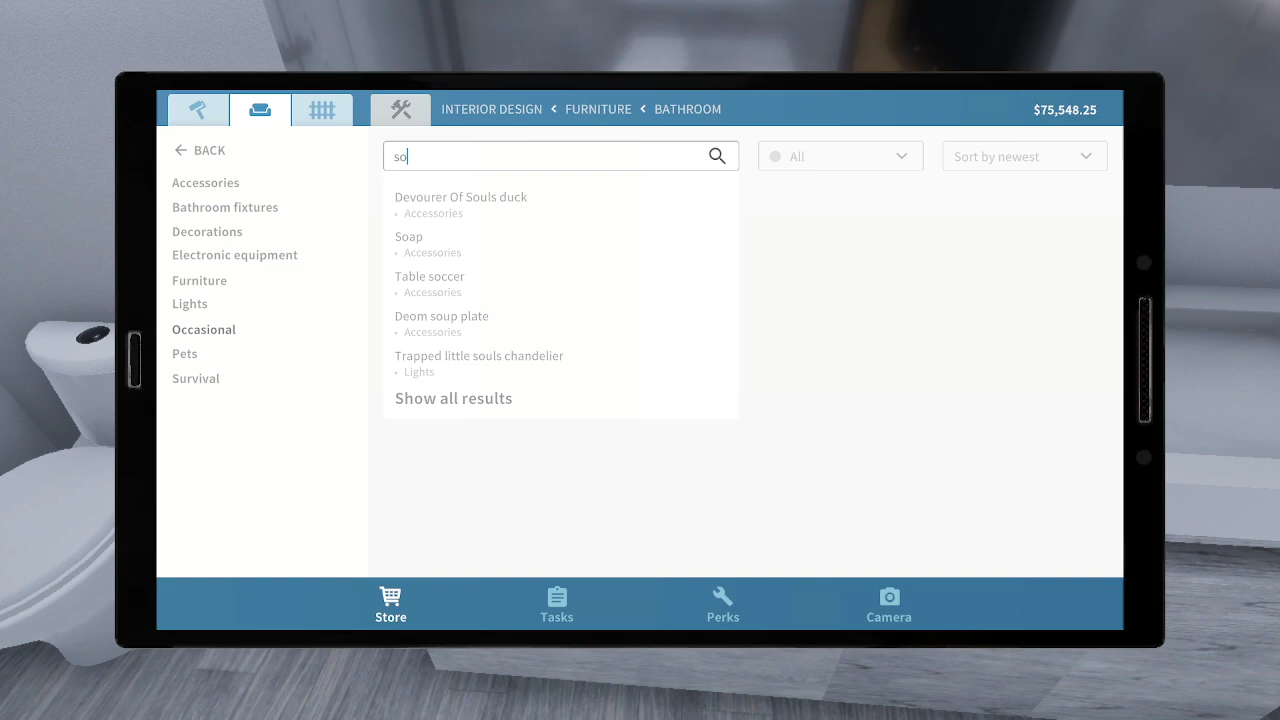 INTERIOR DESIGN < FURNITURE < BATHROOM
$75,548.25
BACK
Accessories
Bathroom fixtures
Decorations
Electronic equipment
Furniture
Lights
Occasional
Pets
Survival
so
All
Sort by newest
Devourer Of Souls duck
• Accessories
Soap
• Accessories
Table soccer
• Accessories
Deom soup plate
• Accessories
Trapped little souls chandelier
• Lights
Show all results
Store
Tasks
Perks
Camera